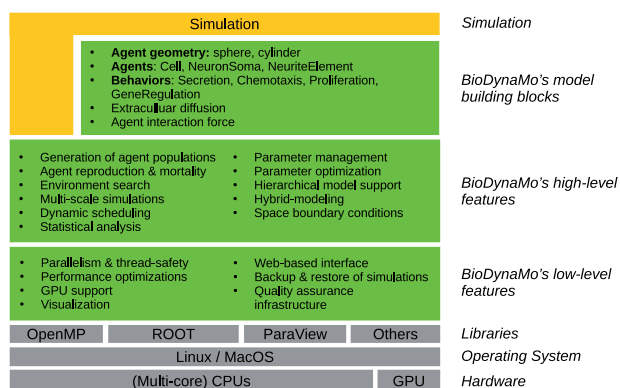 Simulation
Simulation
• Agent geometry: sphere, cylinder
• Agents: Cell, NeuronSoma, NeuriteElement
• Behaviors: Secretion, Chemotaxis, Proliferation,
GeneRegulation
• Extraculluar diffusion
• Agent interaction force
BioDynaMo's model
building blocks
• Generation of agent populations
• Agent reproduction & mortality
• Environment search
• Multi-scale simulations
• Dynamic scheduling
• Statistical analysis
• Parameter management
• Parameter optimization
• Hierarchical model support
• Hybrid-modeling
• Space boundary conditions
BioDynaMo's high-level
features
• Parallelism & thread-safety
• Performance optimizations
• GPU support
• Visualization
• Web-based interface
• Backup & restore of simulations
• Quality assurance
infrastructure
BioDynaMo's low-level
features
OpenMP
ROOT
ParaView
Others
Libraries
Linux / MacOS
Operating System
(Multi-core) CPUs
GPU
Hardware